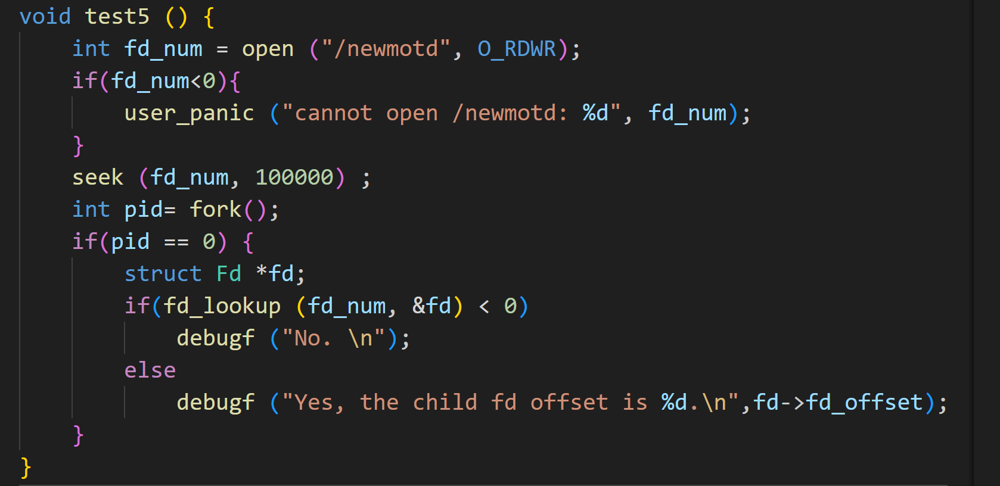 void test5 () {
    int fd_num = open ("/newmotd", O_RDWR);
    if(fd_num<0){
        user_panic ("cannot open /newmotd: %d", fd_num);
    }
    seek (fd_num, 100000) ;
    int pid= fork();
    if(pid == 0) {
        struct Fd *fd;
        if(fd_lookup (fd_num, &fd) < 0)
            debugf ("No. \n");
        else
            debugf ("Yes, the child fd offset is %d.\n",fd->fd_offset);
    }
}